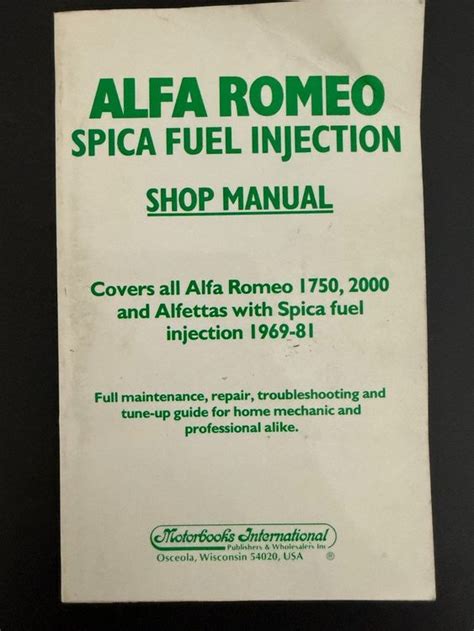 ALFA ROMEO
SPICA FUEL INJECTION
SHOP MANUAL
Covers all Alfa Romeo 1750, 2000
and Alfettas with Spica fuel
injection 1969-81
Full maintenance, repair, troubleshooting and
tune-up guide for home mechanic and
professional alike.
Motorbooks International
Publishers & Wholesalers Inc
Osceola, Wisconsin 54020, USA ®